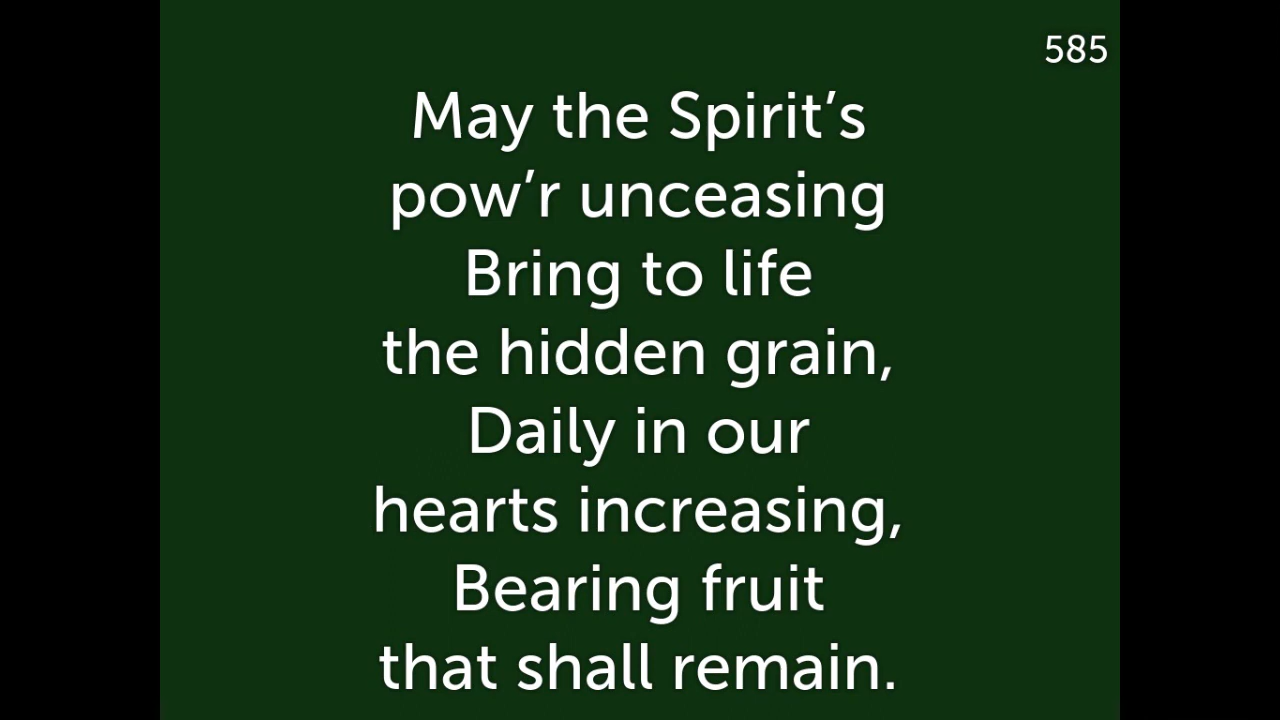 585
May the Spirit’s
pow’r unceasing
Bring to life
the hidden grain,
Daily in our
hearts increasing,
Bearing fruit
that shall remain.